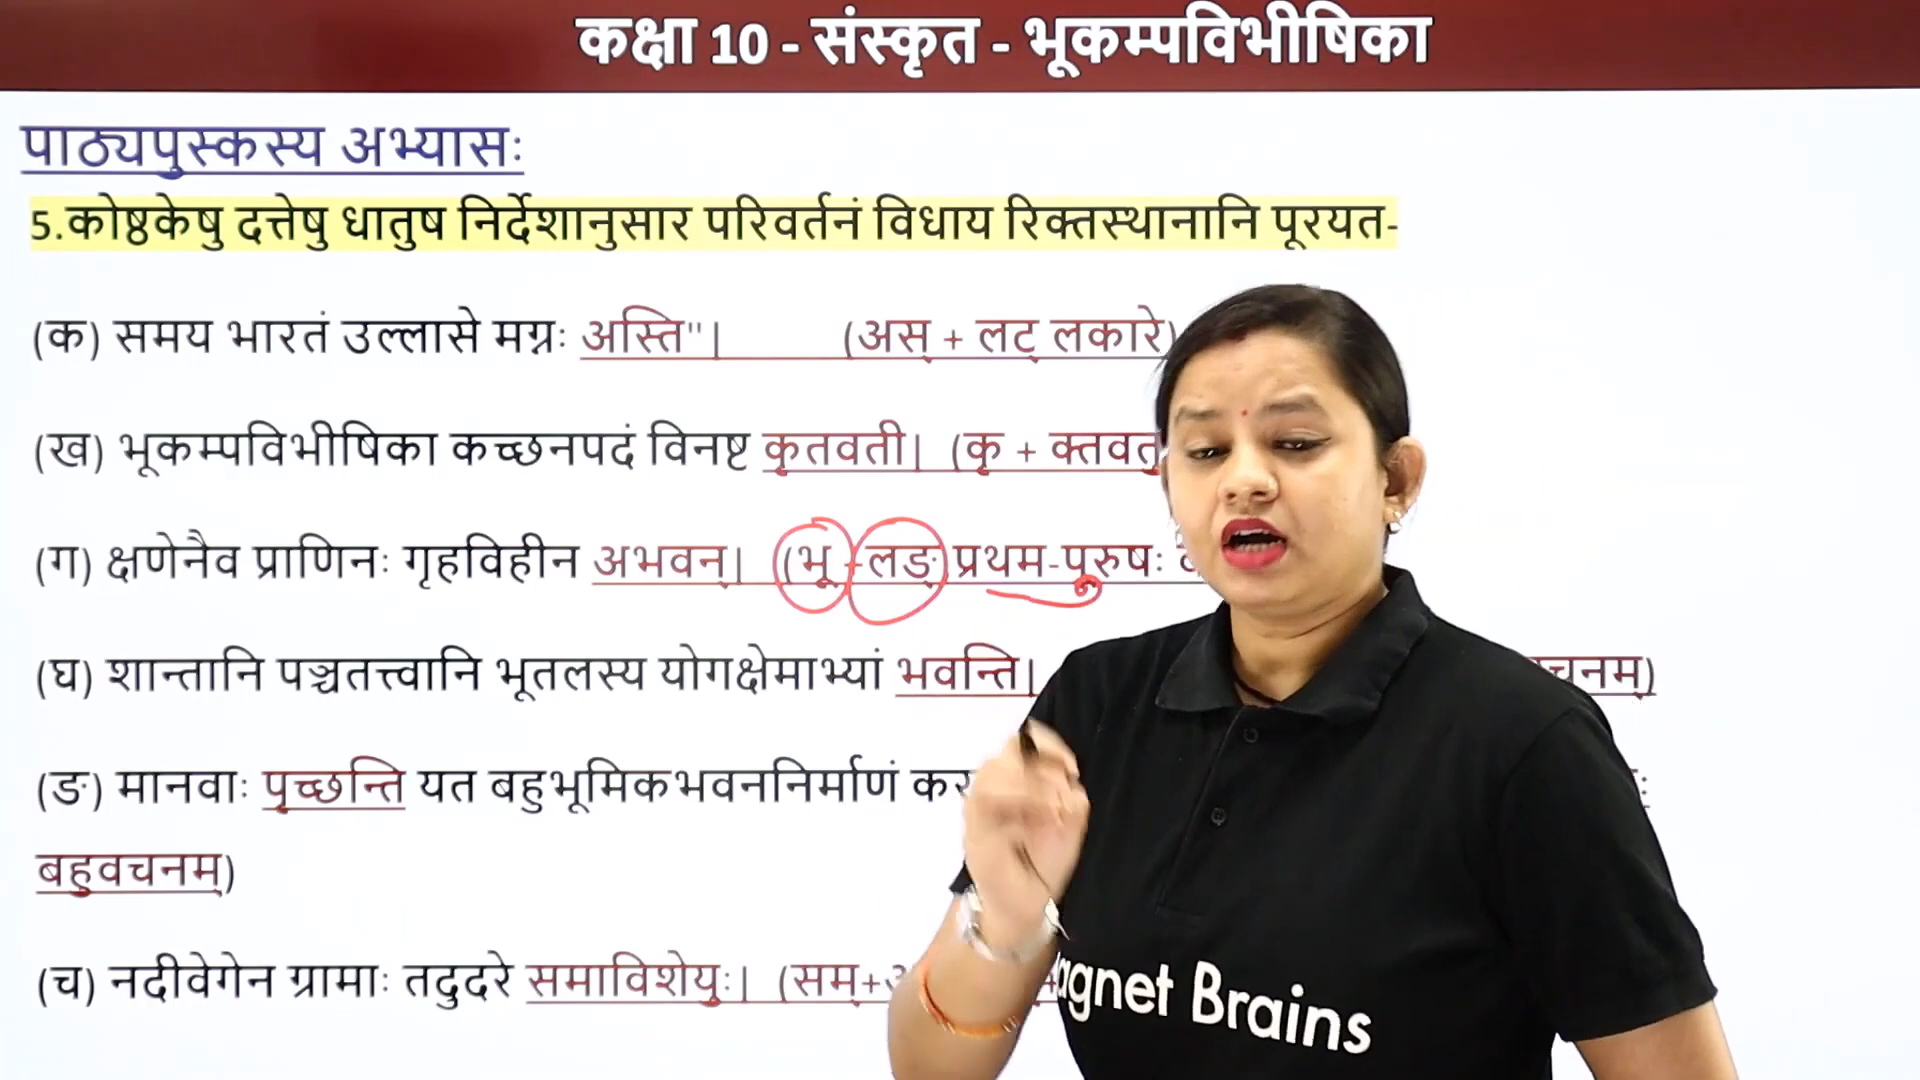 कक्षा 10 - संस्कृत - भूकम्पविभीषिका
पाठ्यपुस्कस्य अभ्यासः
5.कोष्ठकेषु दत्तेषु धातुष निर्देशानुसार परिवर्तनं विधाय रिक्तस्थानानि पूरयत-
(क) समय भारतं उल्लासे मग्नः अस्ति"| (अस् + लट् लकारे)
(ख) भूकम्पविभीषिका कच्छनपदं विनष्ट कृतवती| (कृ + क्तवतु
(ग) क्षणेनैव प्राणिनः गृहविहीन अभवन्| (भू + लङ् प्रथम-पुरुषः
(घ) शान्तानि पञ्चतत्त्वानि भूतलस्य योगक्षेमाभ्यां भवन्ति|
(ङ) मानवाः पृच्छन्ति यत बहुभूमिकभवननिर्माणं
बहुवचनम्)
(च) नदीवेगेन ग्रामाः तदुदरे समाविशेयुः| (सम्+
agnet Brains